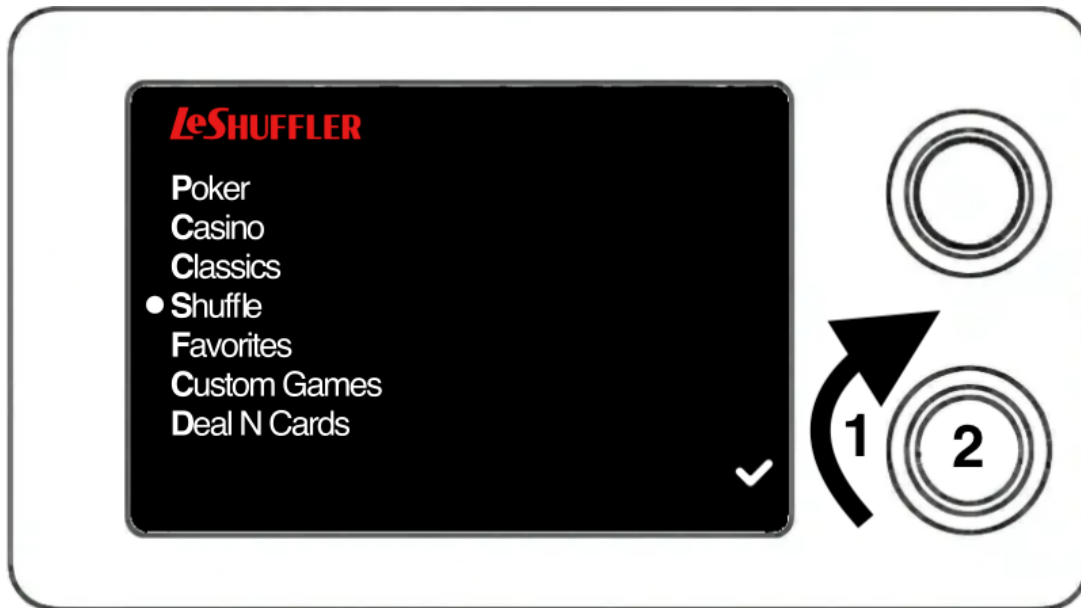 LeSHUFFLER
Poker
Casino
Classics
Shuffle
Favorites
Custom Games
Deal N Cards
1
2